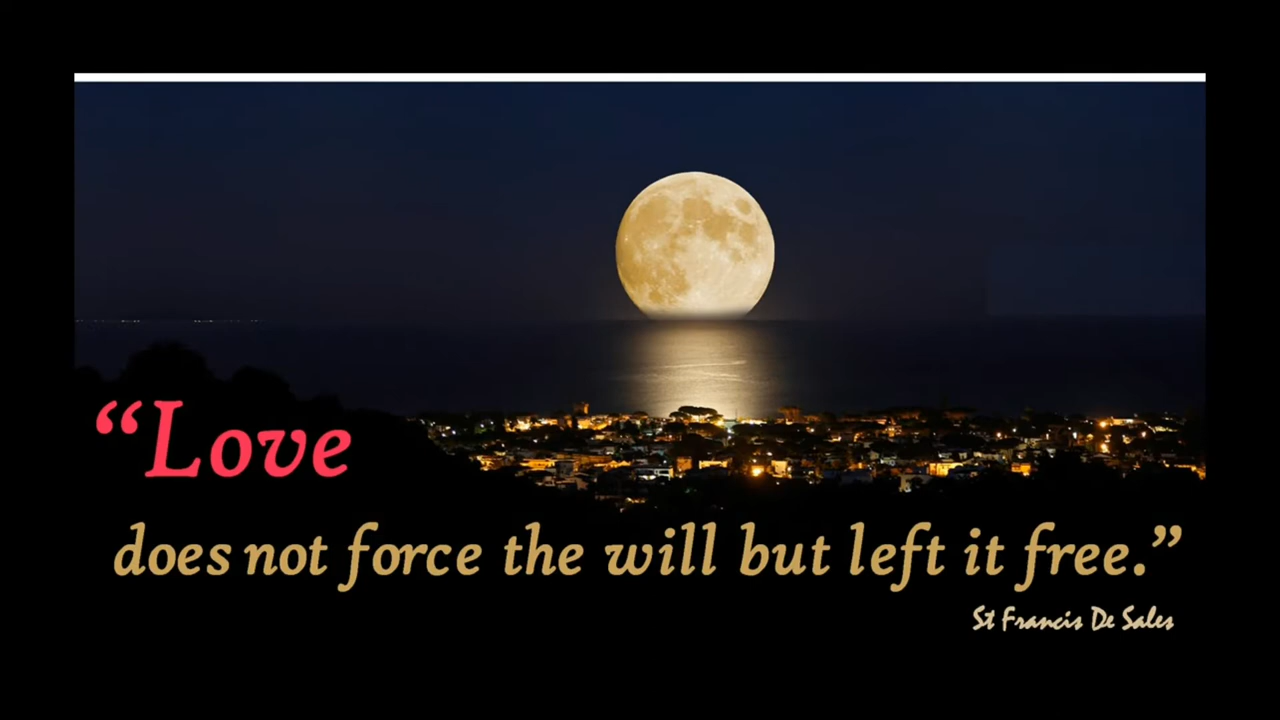 “Love
does not force the will but left it free.”
St Francis De Sales